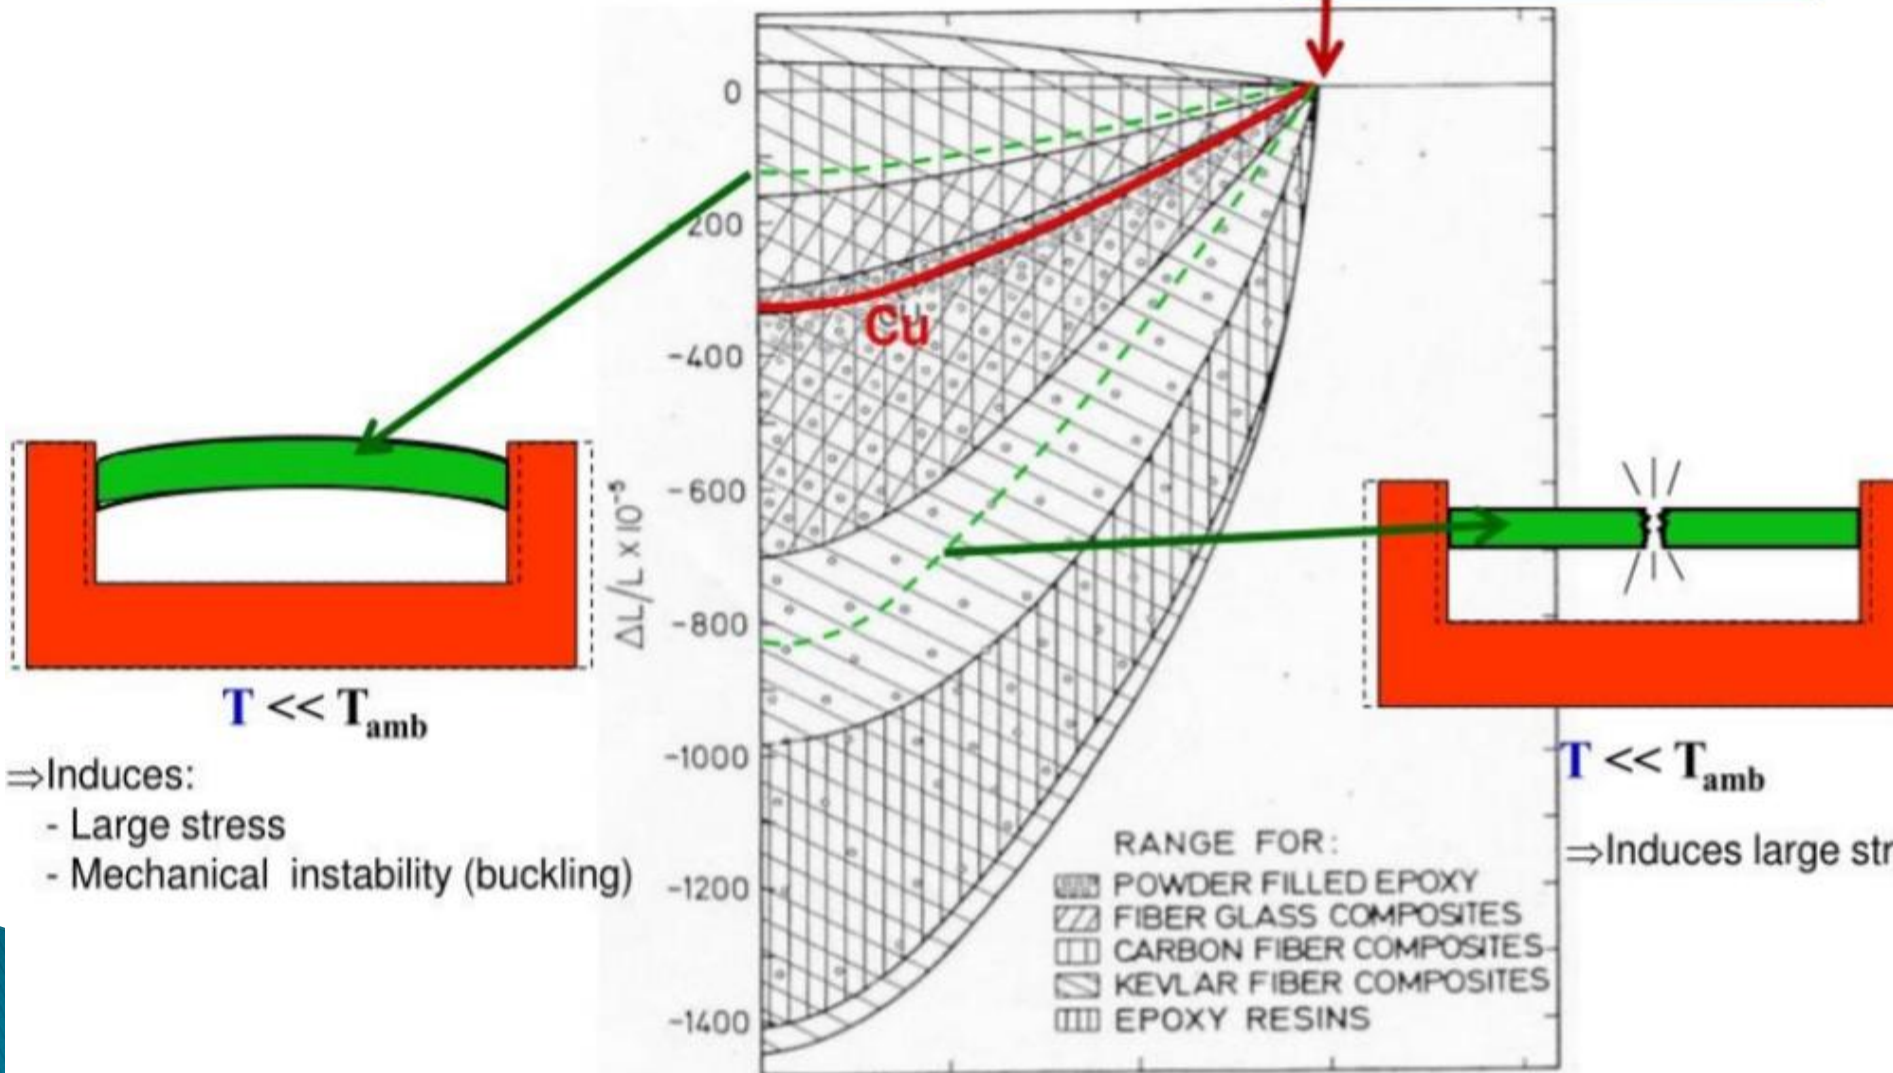 0
-200
-400
-600
-800
-1000
-1200
-1400
ΔL/L x 10⁻⁵
Cu
T << Tamb
⇒Induces:
- Large stress
- Mechanical instability (buckling)
T << Tamb
⇒Induces large str
RANGE FOR:
POWDER FILLED EPOXY
FIBER GLASS COMPOSITES
CARBON FIBER COMPOSITES
KEVLAR FIBER COMPOSITES
EPOXY RESINS